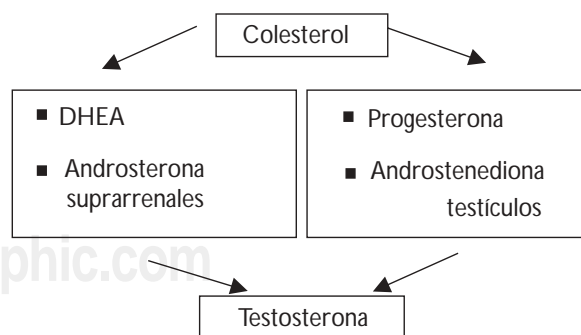 Colesterol
▪ DHEA
▪ Androsterona
suprarrenales
▪ Progesterona
▪ Androstenediona
testículos
phic.com
Testosterona